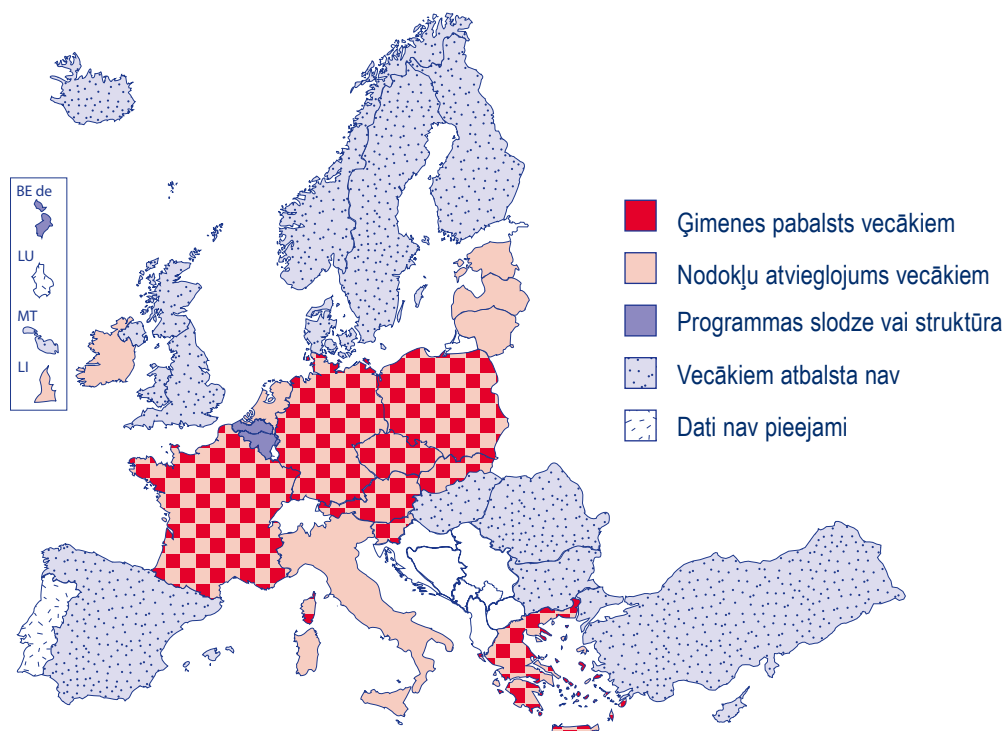 BE de
LU
MT
LI
Ģimenes pabalsts vecākiem
Nodokļu atvieglojums vecākiem
Programmas slodze vai struktūra
Vecākiem atbalsta nav
Dati nav pieejami